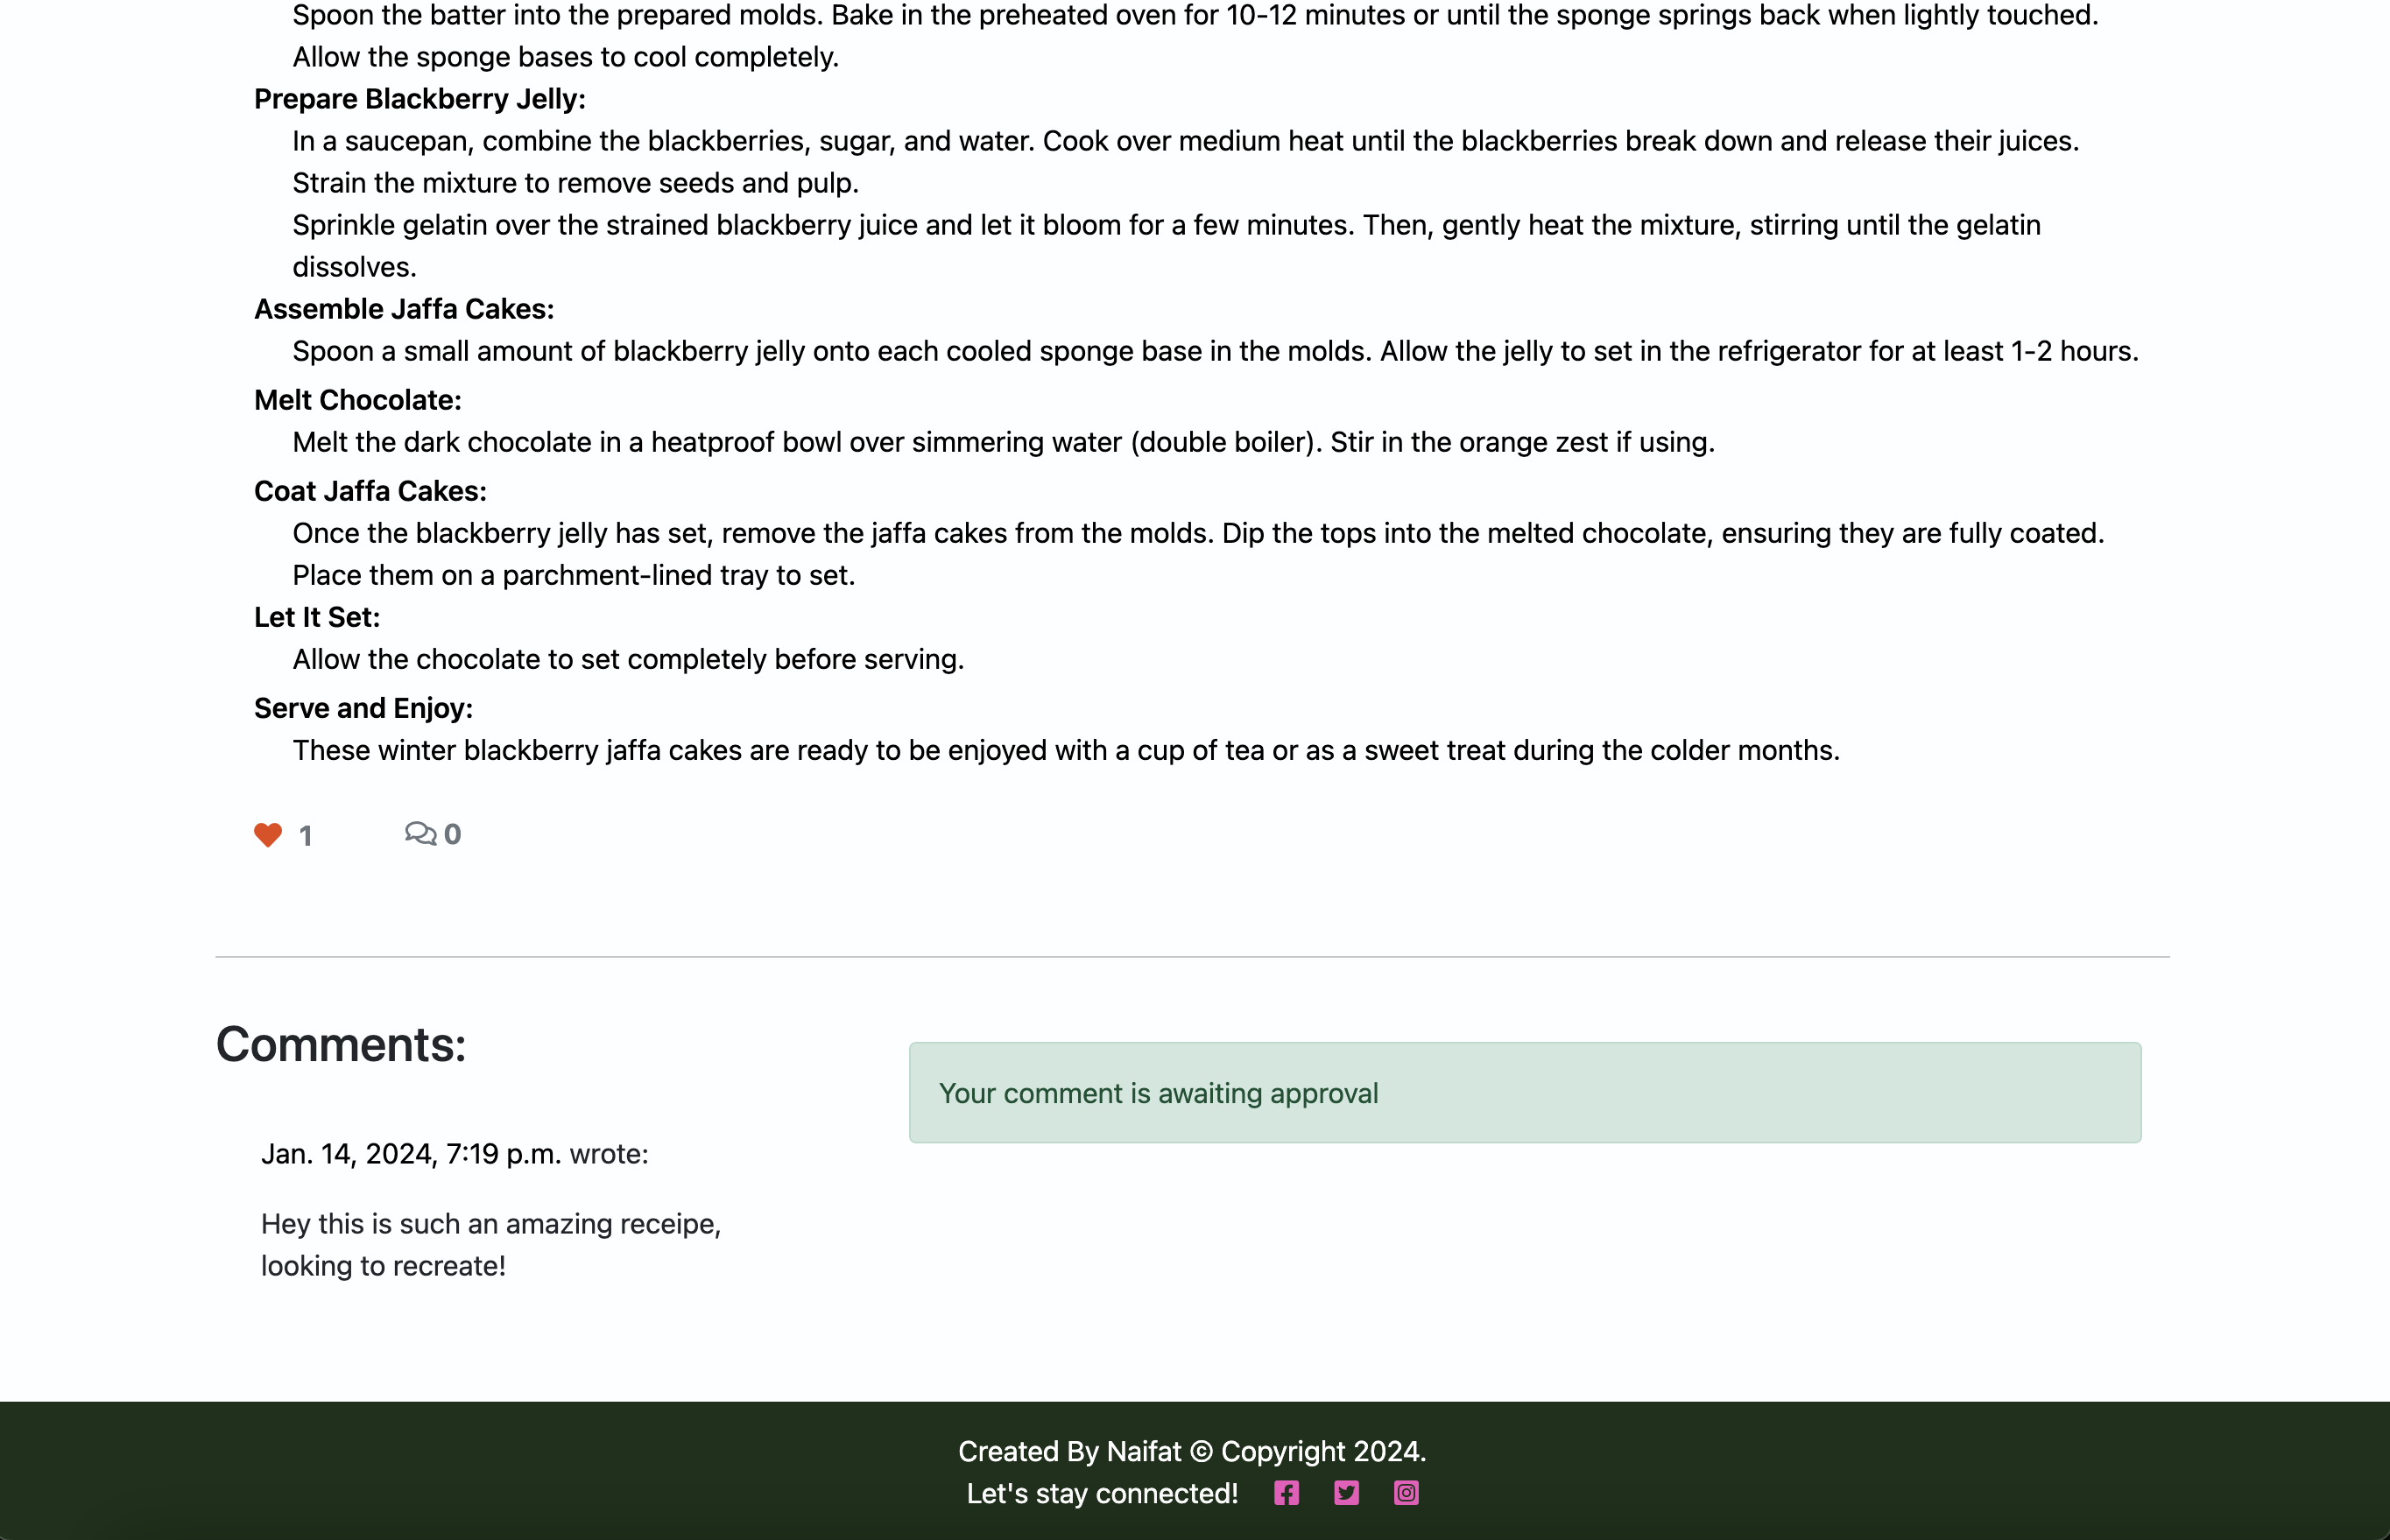 Spoon the batter into the prepared molds. Bake in the preheated oven for 10-12 minutes or until the sponge springs back when lightly touched.
Allow the sponge bases to cool completely.
Prepare Blackberry Jelly:
In a saucepan, combine the blackberries, sugar, and water. Cook over medium heat until the blackberries break down and release their juices.
Strain the mixture to remove seeds and pulp.
Sprinkle gelatin over the strained blackberry juice and let it bloom for a few minutes. Then, gently heat the mixture, stirring until the gelatin
dissolves.
Assemble Jaffa Cakes:
Spoon a small amount of blackberry jelly onto each cooled sponge base in the molds. Allow the jelly to set in the refrigerator for at least 1-2 hours.
Melt Chocolate:
Melt the dark chocolate in a heatproof bowl over simmering water (double boiler). Stir in the orange zest if using.
Coat Jaffa Cakes:
Once the blackberry jelly has set, remove the jaffa cakes from the molds. Dip the tops into the melted chocolate, ensuring they are fully coated.
Place them on a parchment-lined tray to set.
Let It Set:
Allow the chocolate to set completely before serving.
Serve and Enjoy:
These winter blackberry jaffa cakes are ready to be enjoyed with a cup of tea or as a sweet treat during the colder months.
1 0
Comments:
Your comment is awaiting approval
Jan. 14, 2024, 7:19 p.m. wrote:
Hey this is such an amazing receipe,
looking to recreate!
Created By Naifat © Copyright 2024.
Let's stay connected!